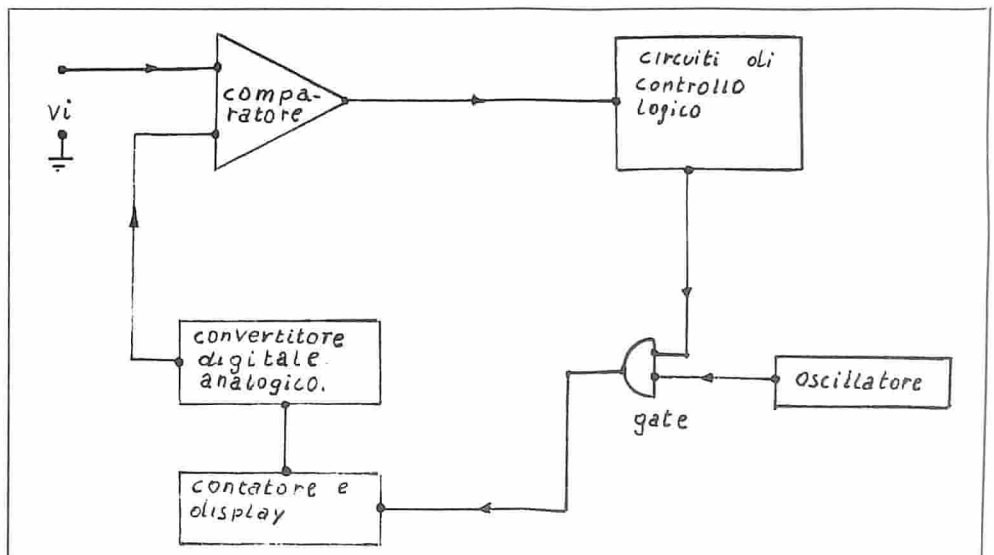 Vi
compa-
ratore
circuiti di
controllo
logico
convertitore
digitale
analogico.
oscillatore
gate
contatore e
display